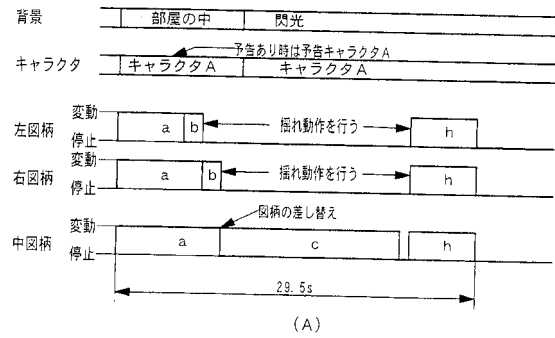 背景 部屋の中 閃光
予告あり時は予告キャラクタA
キャラクタ キャラクタA キャラクタA
変動
左図柄 a b 揺れ動作を行う h
停止
変動
右図柄 a b 揺れ動作を行う h
停止
図柄の差し替え
変動
中図柄 a c h
停止
29.5s
(A)